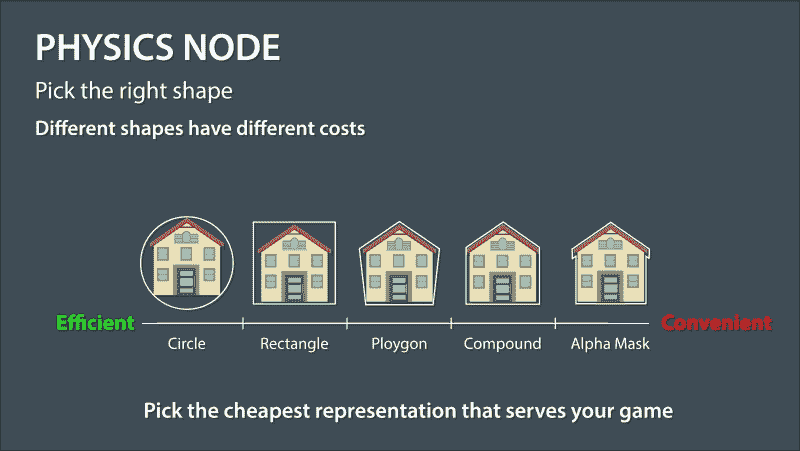 PHYSICS NODE
Pick the right shape
Different shapes have different costs
Efficient
Convenient
Circle
Rectangle
Ploygon
Compound
Alpha Mask
Pick the cheapest representation that serves your game